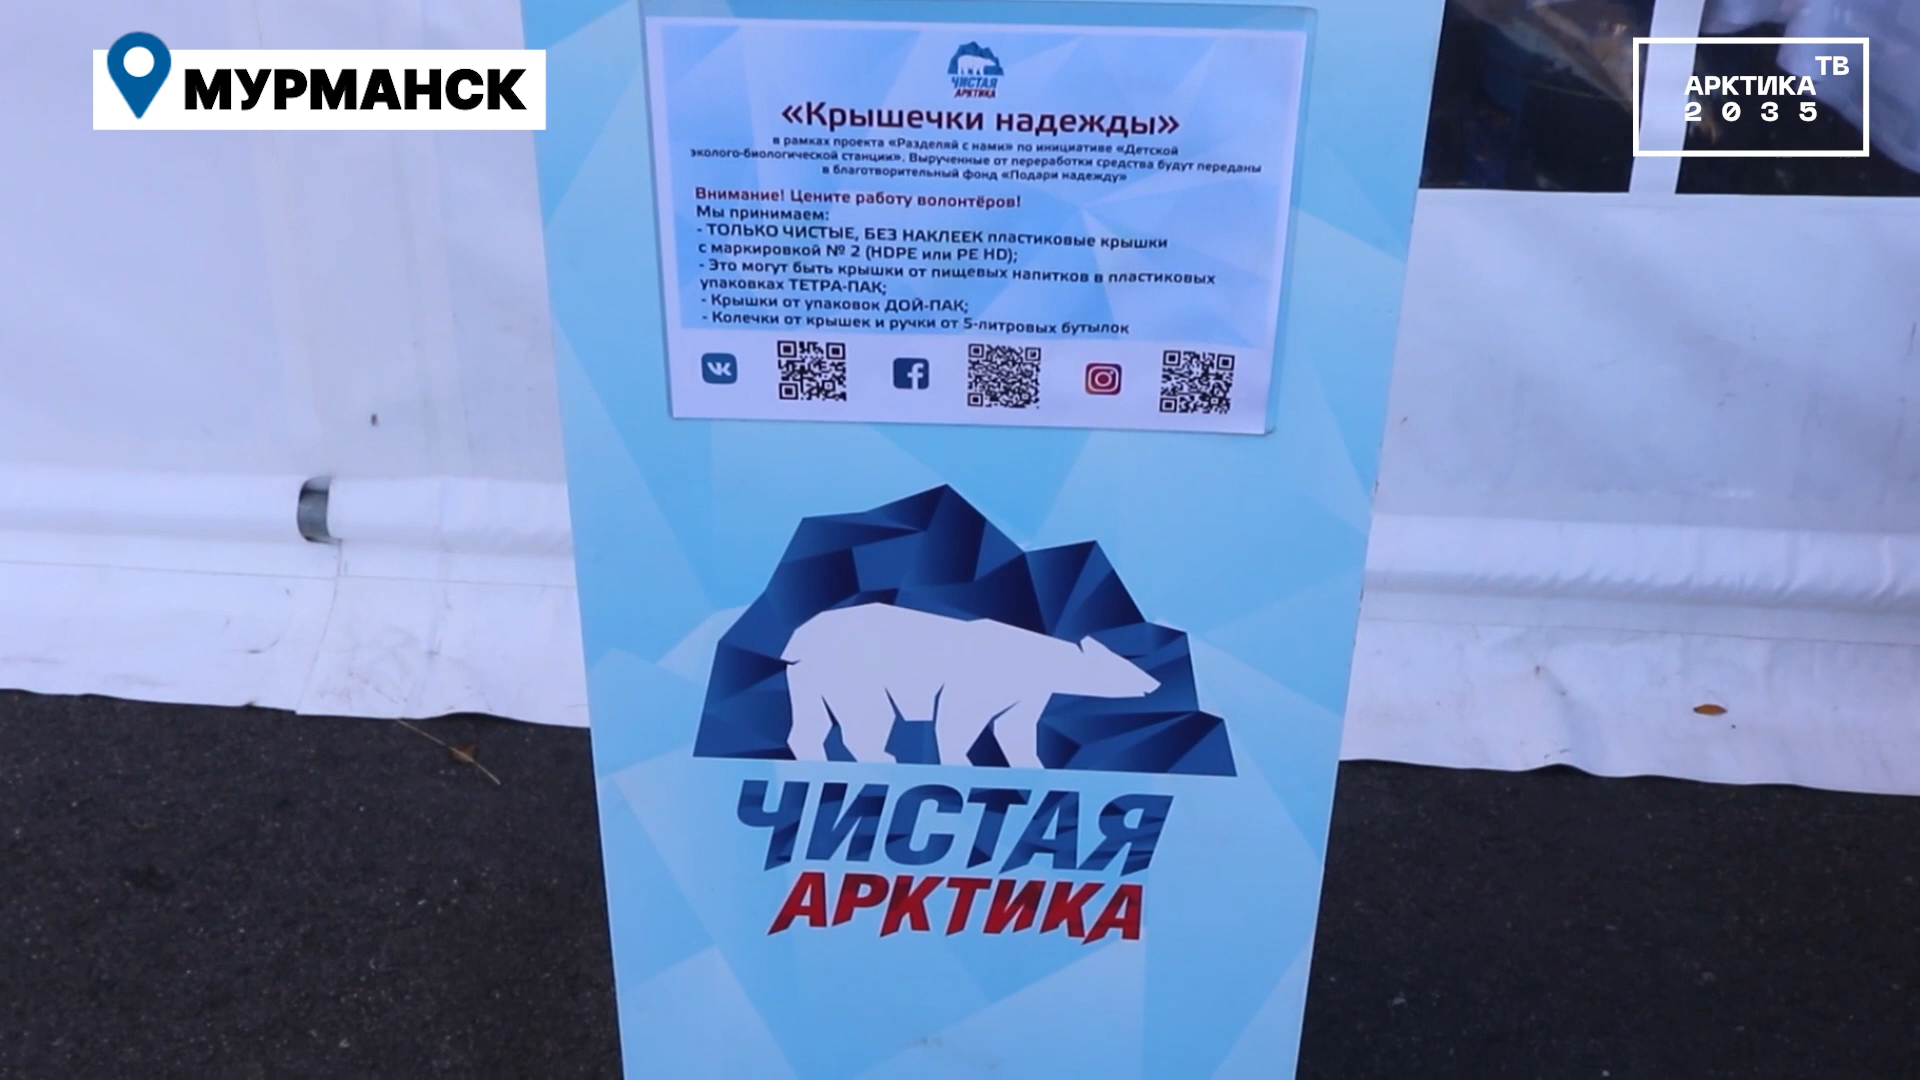 МУРМАНСК
АРКТИКА ТВ
2035
ЧИСТАЯ
АРКТИКА
«Крышечки надежды»
в рамках проекта «Разделяй с нами» по инициативе «Детской
эколого-биологической станции». Вырученные от переработки средства будут переданы
в благотворительный фонд «Подари надежду»
Внимание! Цените работу волонтёров!
Мы принимаем:
- ТОЛЬКО ЧИСТЫЕ, БЕЗ НАКЛЕЕК пластиковые крышки
с маркировкой № 2 (HDPE или PE HD);
- Это могут быть крышки от пищевых напитков в пластиковых
упаковках ТЕТРА-ПАК;
- Крышки от упаковок ДОЙ-ПАК;
- Колечки от крышек и ручки от 5-литровых бутылок
ЧИСТАЯ
АРКТИКА